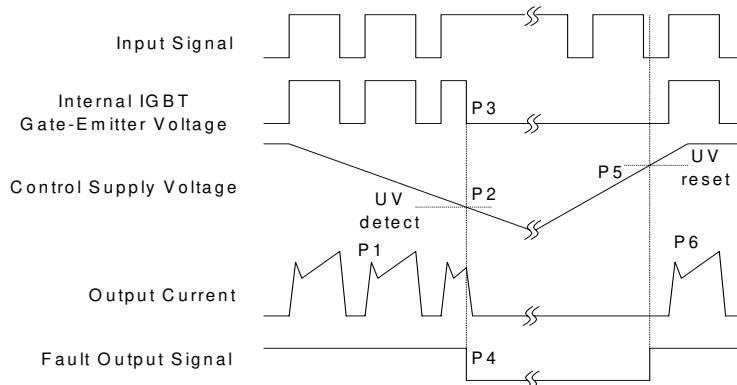 Input Signal
Internal IGBT
Gate-Emitter Voltage
P3
Control Supply Voltage
UV
detect
P2
P5
UV
reset
P1
P6
Output Current
Fault Output Signal
P4